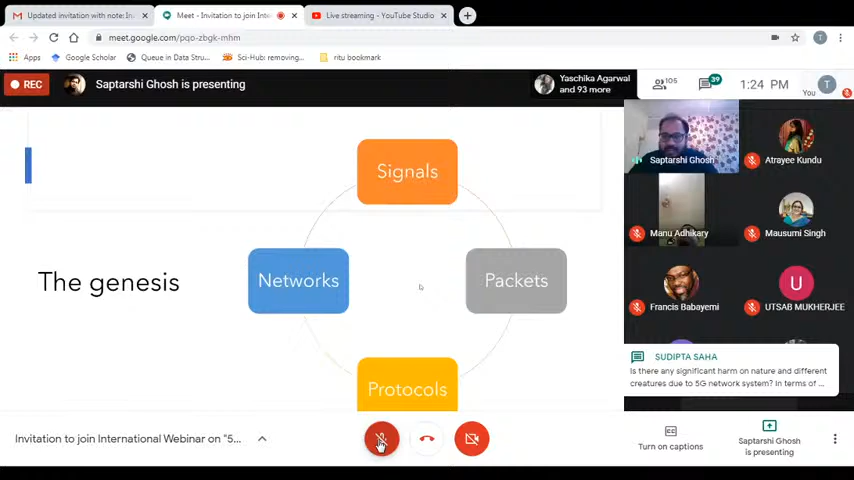 Updated invitation with note: In
Meet - Invitation to join Inte
Live streaming - YouTube Studio
meet.google.com/pqo-zbgk-mhm
T
Apps
Google Scholar
Queue in Data Stru...
Sci-Hub: removing...
ritu bookmark
REC
Saptarshi Ghosh is presenting
Yaschika Agarwal
and 93 more
105
39
1:24 PM
You
T
Signals
Networks
Packets
Protocols
The genesis
Saptarshi Ghosh
Atrayee Kundu
Manu Adhikary
Mausumi Singh
Francis Babayemi
U
UTSAB MUKHERJEE
SUDIPTA SAHA
Is there any significant harm on nature and different
creatures due to 5G network system? In terms of ...
Invitation to join International Webinar on "5...
CC
Turn on captions
Saptarshi Ghosh
is presenting